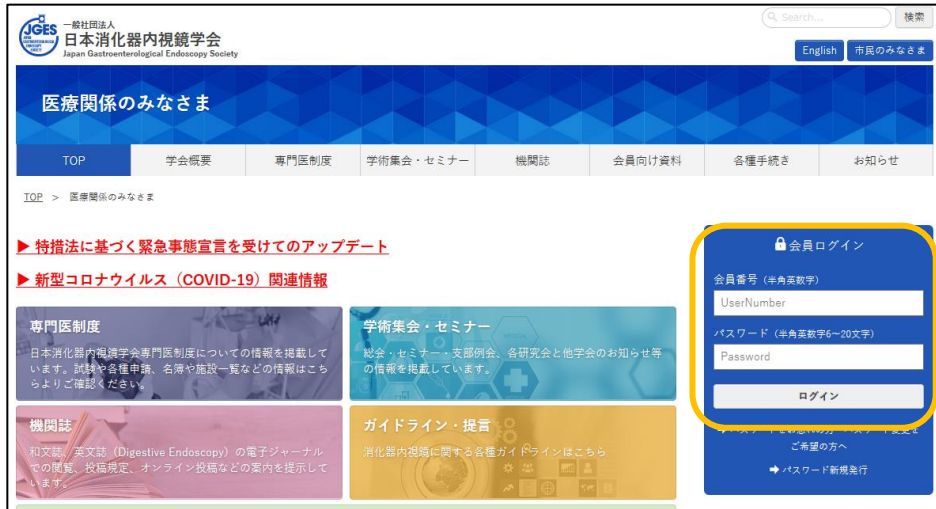 JGES
一般社団法人
日本消化器内視鏡学会
Japan Gastroenterological Endoscopy Society
Search...
検索
English
市民のみなさま
医療関係のみなさま
TOP 学会概要 専門医制度 学術集会・セミナー 機関誌 会員向け資料 各種手続き お知らせ
TOP > 医療関係のみなさま
▶ 特措法に基づく緊急事態宣言を受けてのアップデート
▶ 新型コロナウイルス（COVID-19）関連情報
専門医制度
日本消化器内視鏡学会専門医制度についての情報を掲載して
います。試験や各種申請、名簿や施設一覧などの情報はこち
らよりご確認ください。
学術集会・セミナー
総会・セミナー・支部例会、各研究会と他学会のお知らせ等
の情報を掲載しています。
機関誌
和文誌、英文誌（Digestive Endoscopy）の電子ジャーナル
での閲覧、投稿規定、オンライン投稿などの案内を提示して
います。
ガイドライン・提言
消化器内視鏡に関する各種ガイドラインはこちら
会員ログイン
会員番号（半角英数字）
UserNumber
パスワード（半角英数字6～20文字）
Password
ログイン
ご希望の方へ
➡ パスワード新規発行